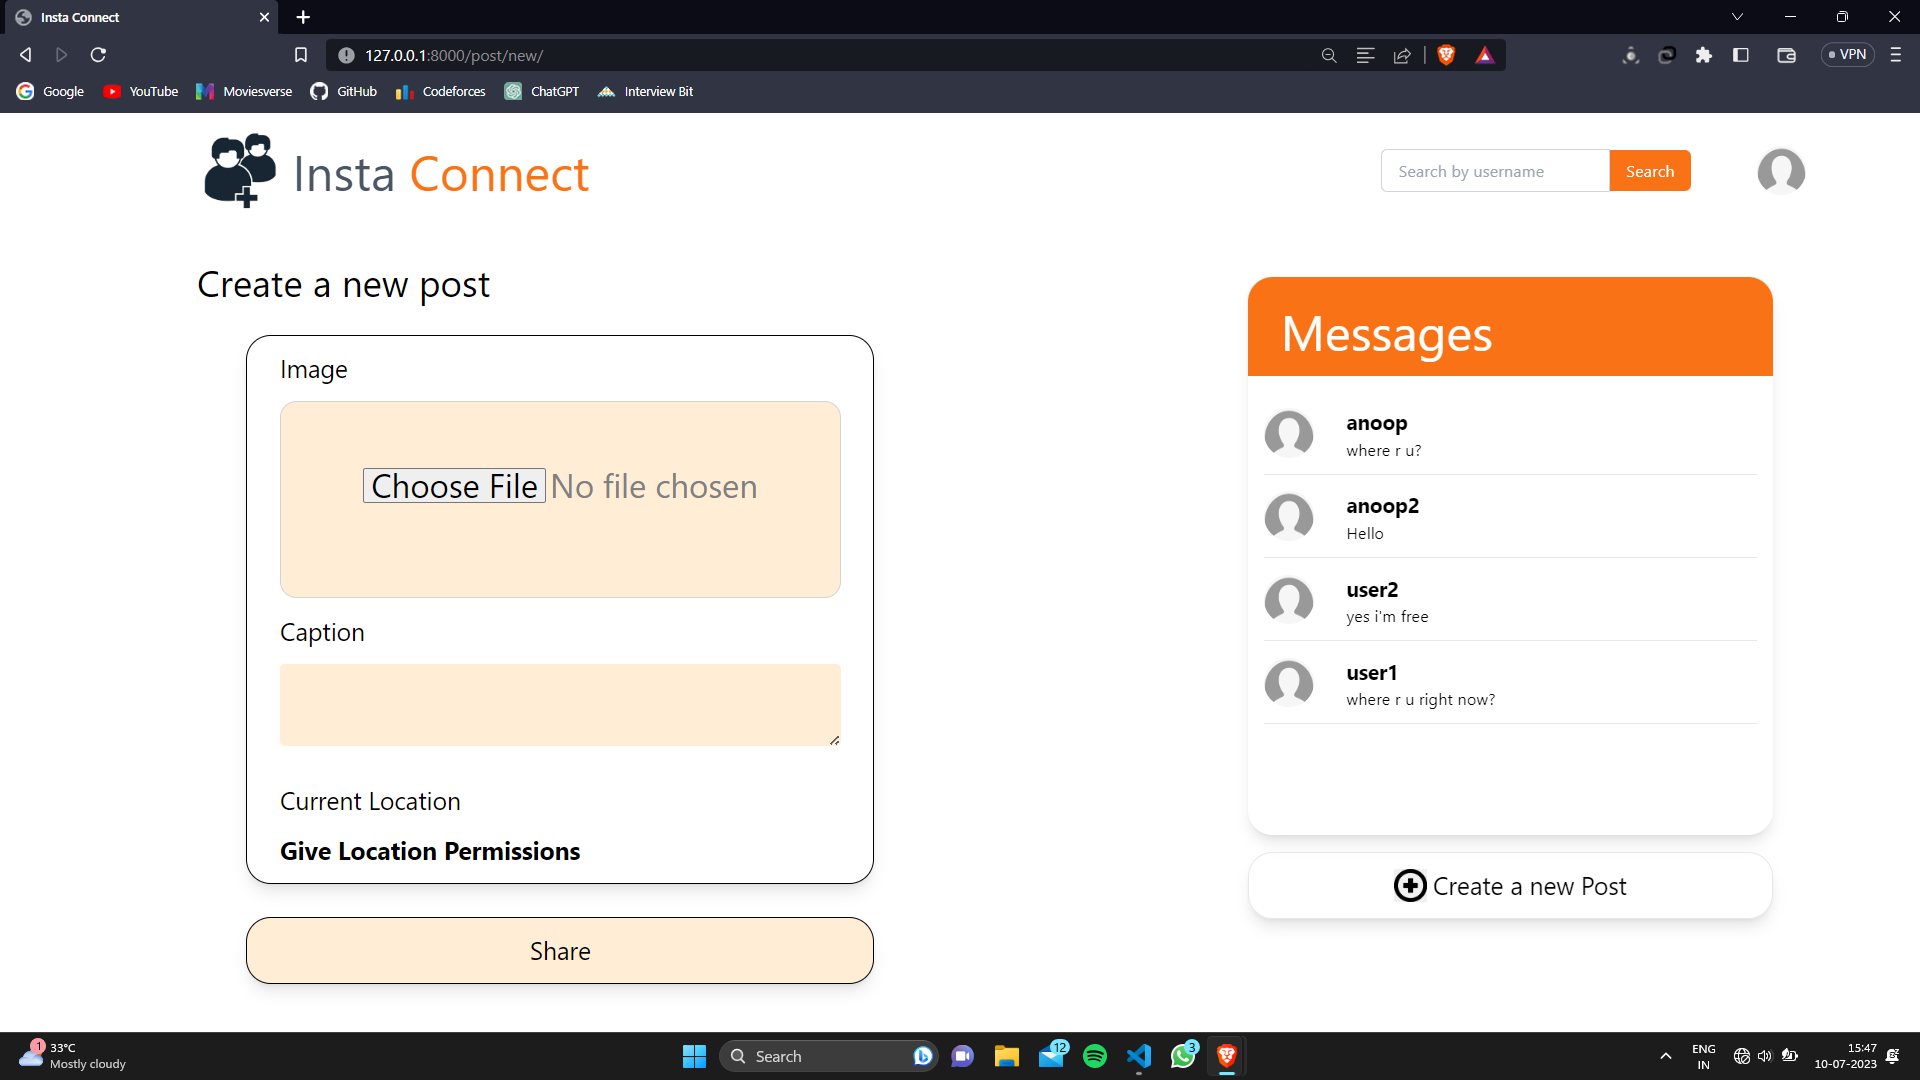 Insta Connect
127.0.0.1:8000/post/new/
VPN
Google YouTube Moviesverse GitHub Codeforces ChatGPT Interview Bit
Insta Connect
Search by username Search
Create a new post
Image
Choose File No file chosen
Caption
Current Location
Give Location Permissions
Share
Messages
anoop
where r u?
anoop2
Hello
user2
yes i'm free
user1
where r u right now?
Create a new Post
1
33°C
Mostly cloudy
Search
12
3
ENG
IN
15:47
10-07-2023